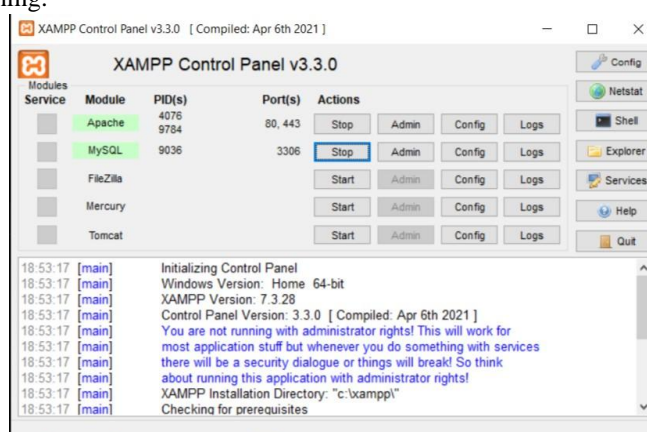 XAMPP Control Panel v3.3.0 [ Compiled: Apr 6th 2021 ]
XAMPP Control Panel v3.3.0
Config
Modules
Service Module PID(s) Port(s) Actions
Netstat
Apache 4076 9784 80, 443 Stop Admin Config Logs
Shell
MySQL 9036 3306 Stop Admin Config Logs
Explorer
FileZilla Start Admin Config Logs
Services
Mercury Start Admin Config Logs
Help
Tomcat Start Admin Config Logs
Quit
18:53:17 [main] Initializing Control Panel
18:53:17 [main] Windows Version: Home 64-bit
18:53:17 [main] XAMPP Version: 7.3.28
18:53:17 [main] Control Panel Version: 3.3.0 [ Compiled: Apr 6th 2021 ]
18:53:17 [main] You are not running with administrator rights! This will work for
18:53:17 [main] most application stuff but whenever you do something with services
18:53:17 [main] there will be a security dialogue or things will break! So think
18:53:17 [main] about running this application with administrator rights!
18:53:17 [main] XAMPP Installation Directory: "c:\xampp\"
18:53:17 [main] Checking for prerequisites